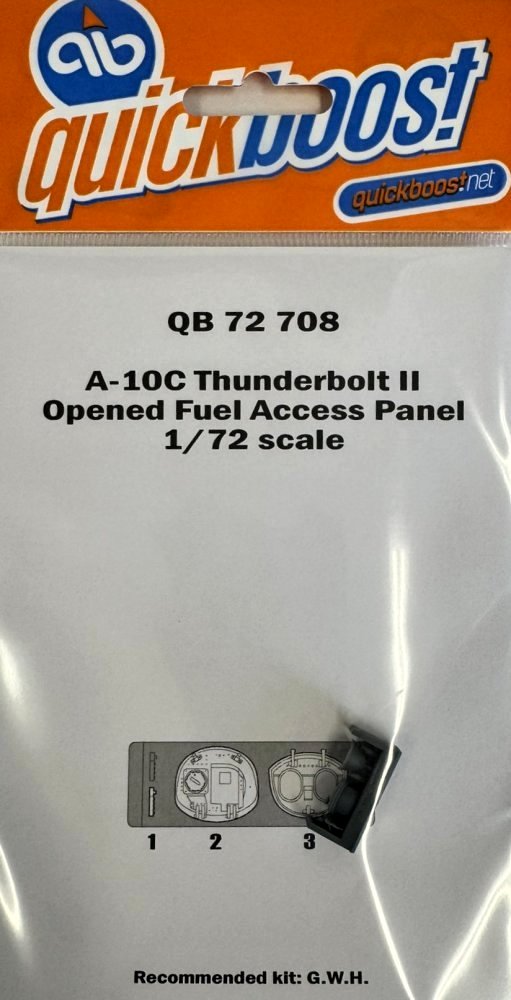 qb
quickboost
quickboost.net
QB 72 708
A-10C Thunderbolt II
Opened Fuel Access Panel
1/72 scale
1 2 3
Recommended kit: G.W.H.